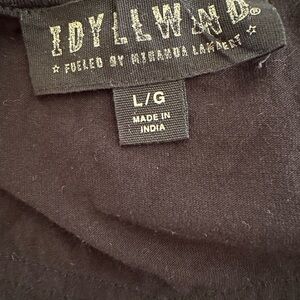 IDYLLWIND®
★ FUELED BY MIRANDA LAMBERT ★
L/G
MADE IN
INDIA